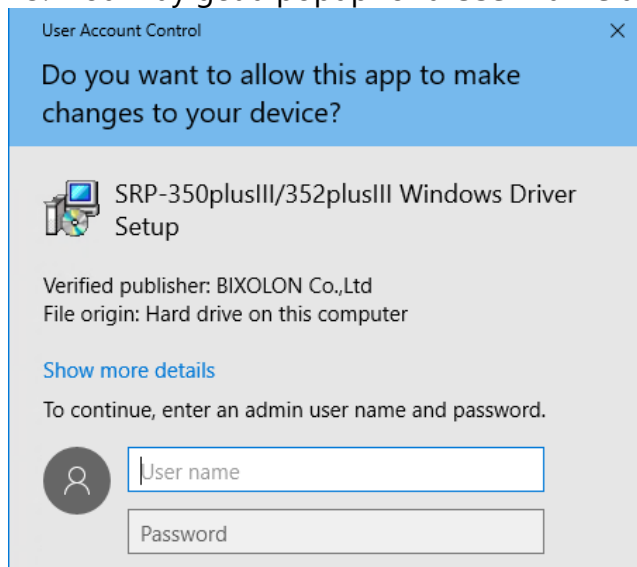 User Account Control
Do you want to allow this app to make
changes to your device?
SRP-350plusIII/352plusIII Windows Driver
Setup
Verified publisher: BIXOLON Co.,Ltd
File origin: Hard drive on this computer
Show more details
To continue, enter an admin user name and password.
User name
Password